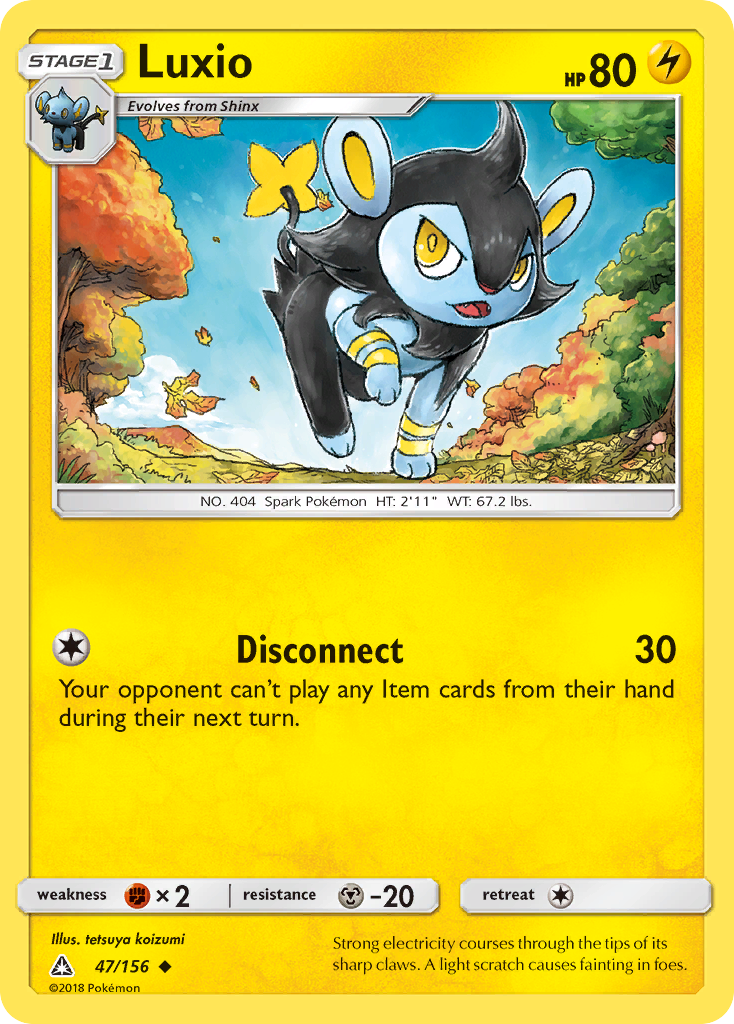 STAGE1
Luxio
HP 80
Evolves from Shinx
NO. 404 Spark Pokémon HT: 2'11" WT: 67.2 lbs.
Disconnect 30
Your opponent can't play any Item cards from their hand
during their next turn.
weakness ×2 resistance -20 retreat
Illus. tetsuya koizumi
47/156
©2018 Pokémon
Strong electricity courses through the tips of its
sharp claws. A light scratch causes fainting in foes.